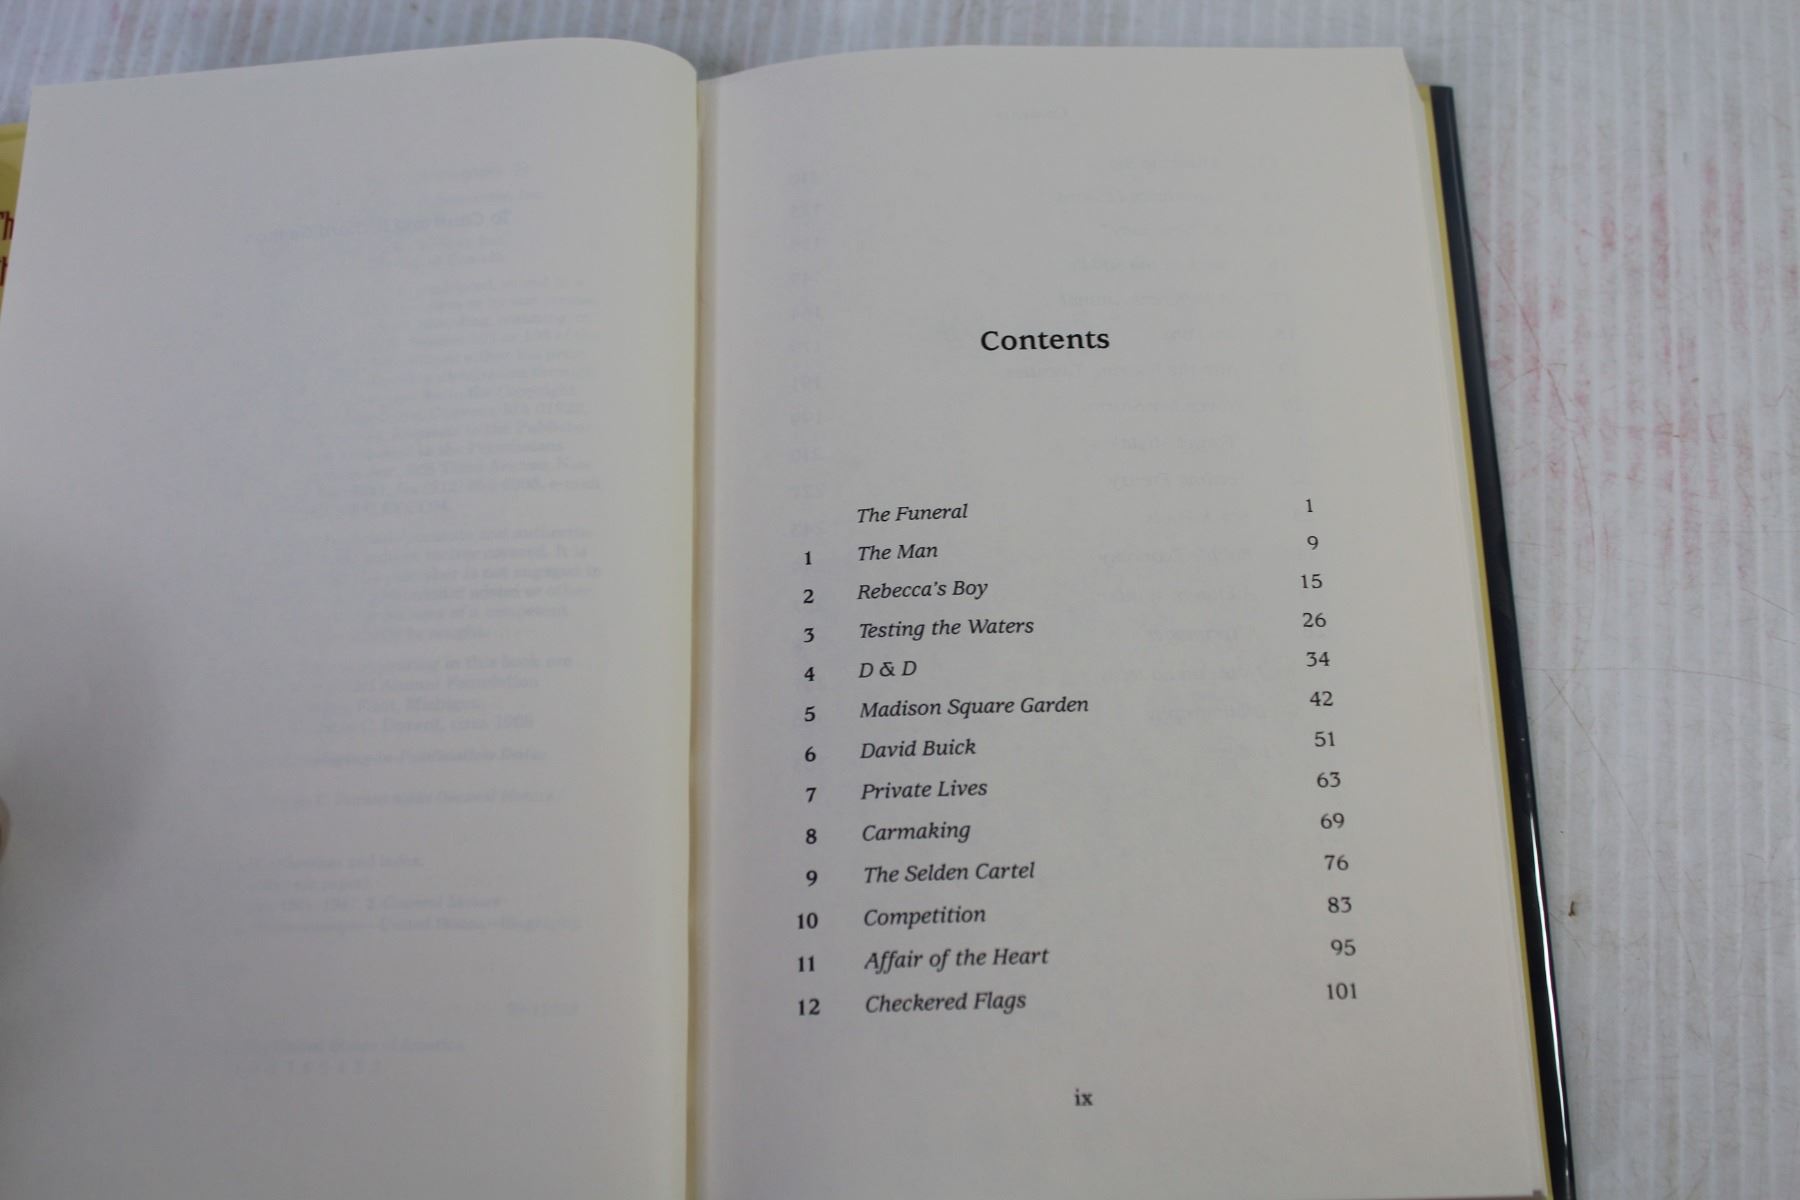 Contents
The Funeral 1
1 The Man 9
2 Rebecca's Boy 15
3 Testing the Waters 26
4 D & D 34
5 Madison Square Garden 42
6 David Buick 51
7 Private Lives 63
8 Carmaking 69
9 The Selden Cartel 76
10 Competition 83
11 Affair of the Heart 95
12 Checkered Flags 101
ix